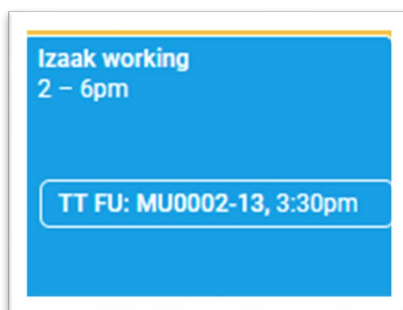 Izaak working
2 – 6pm
TT FU: MU0002-13, 3:30pm